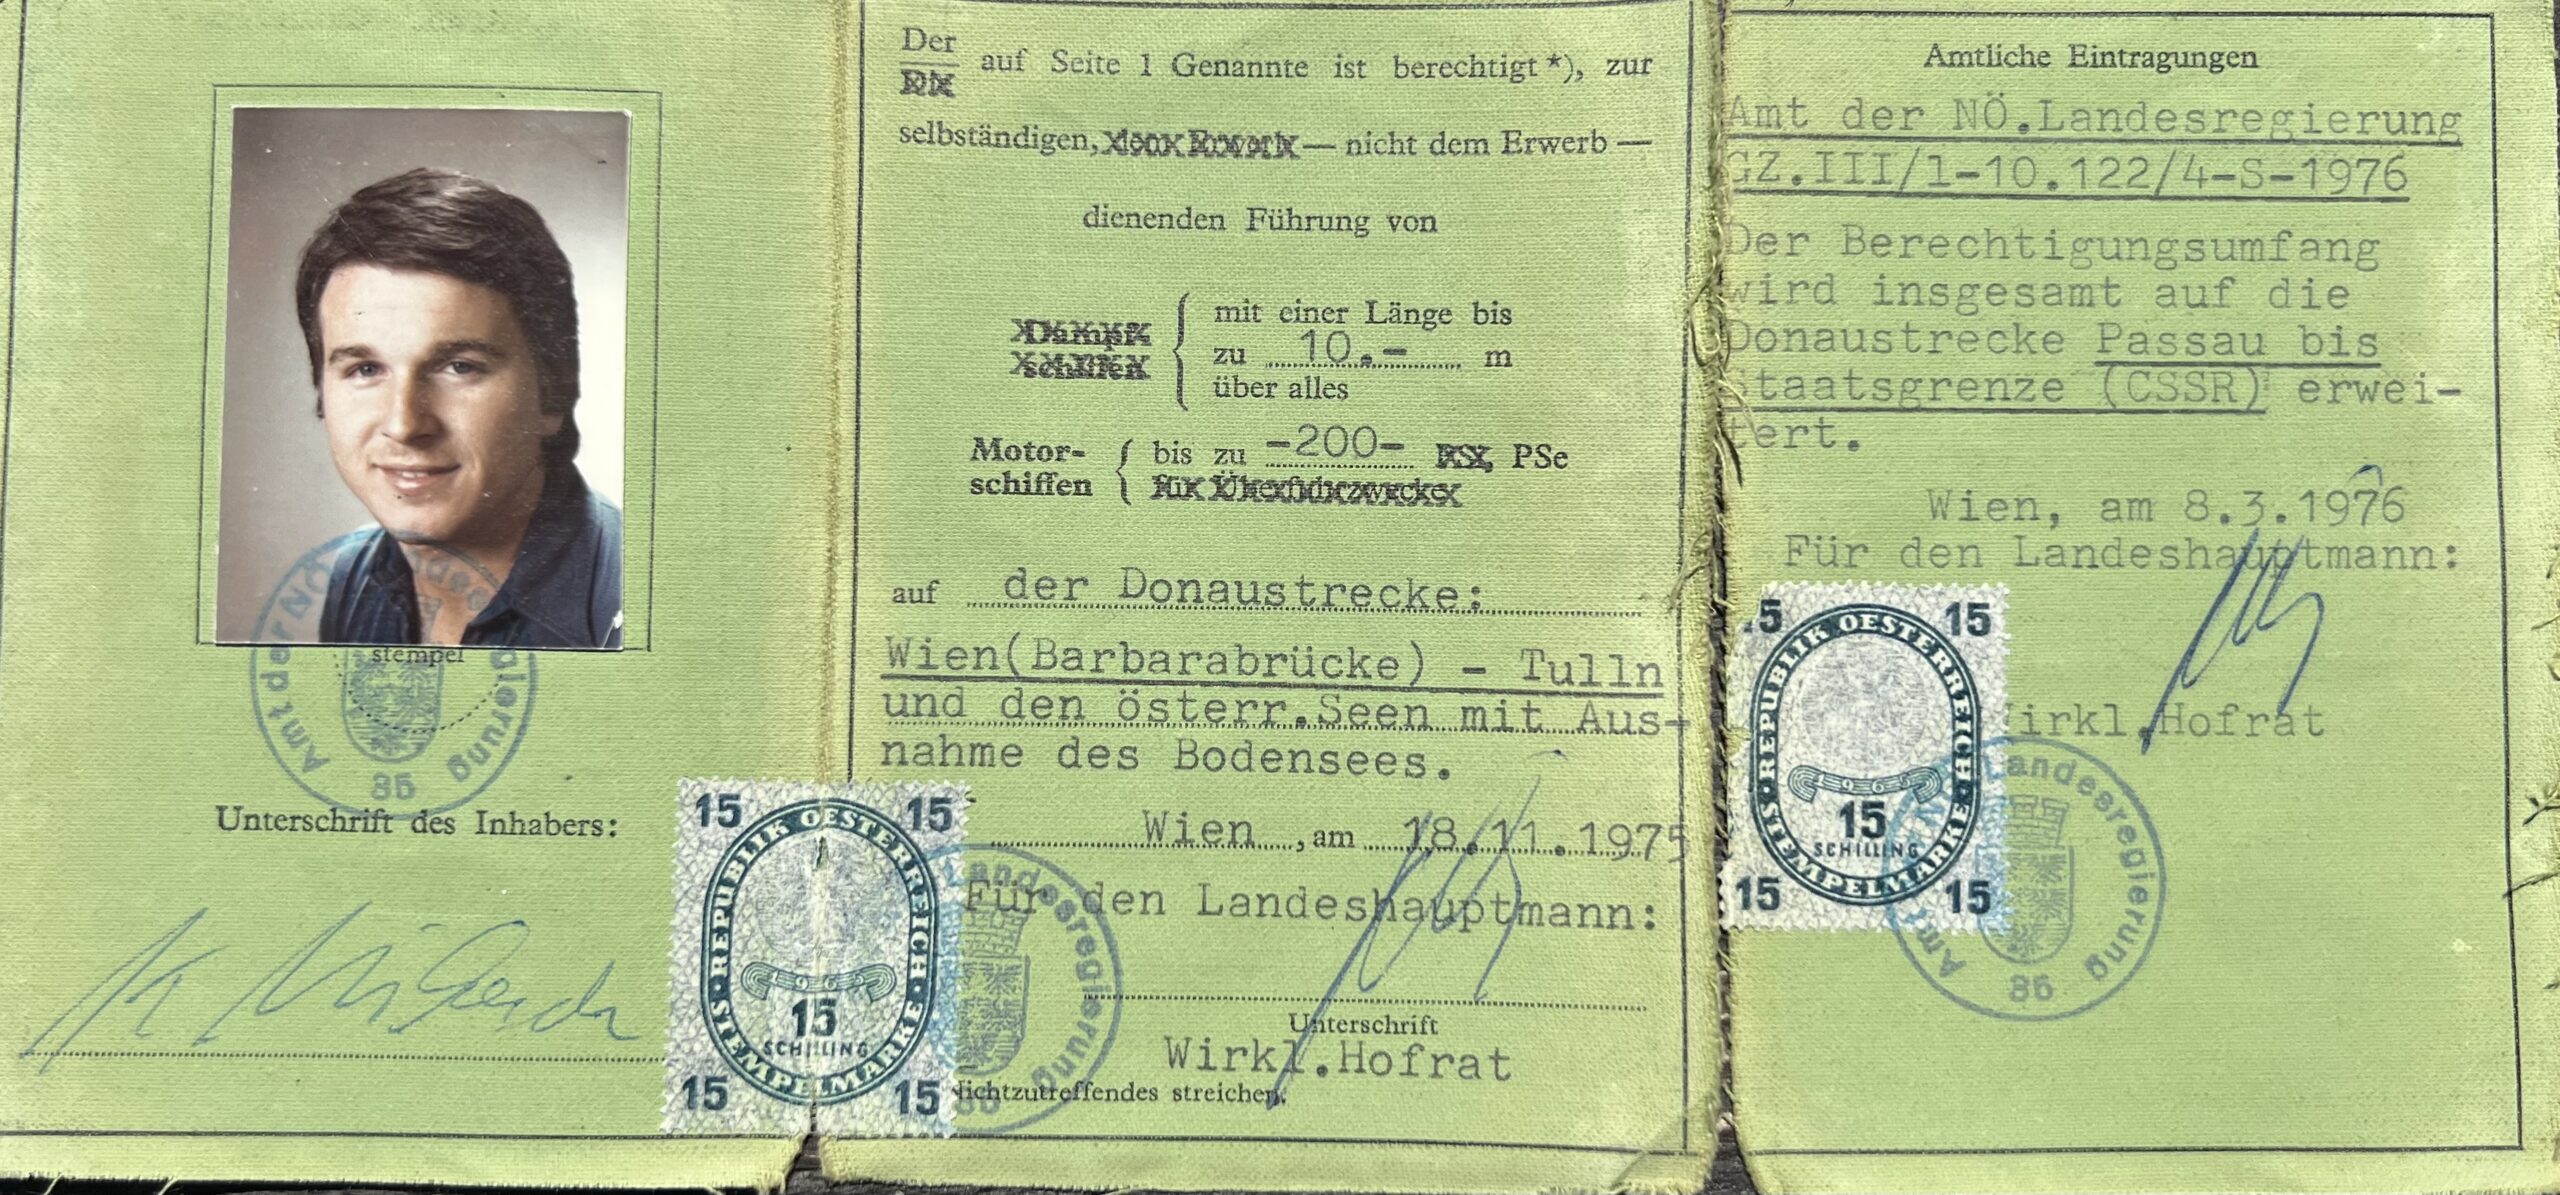 stempel
Amt der NÖ Landesregierung
86
Unterschrift des Inhabers:
15 15
REPUBLIK OESTERREICH
15
SCHILLING
STEMPELMARKE
15 15
Der
auf Seite 1 Genannte ist berechtigt *), zur
selbständigen, — nicht dem Erwerb —
dienenden Führung von
mit einer Länge bis
zu 10.- m
über alles
Motor-
schiffen
bis zu -200- PSe
auf der Donaustrecke:
Wien(Barbarabrücke) - Tulln
und den österr.Seen mit Aus-
nahme des Bodensees.
Wien, am 18.11.1975
Für den Landeshauptmann:
Unterschrift
Wirkl.Hofrat
Nichtzutreffendes streichen.
Landesregierung
86
Amtliche Eintragungen
Amt der NÖ.Landesregierung
GZ.III/1-10.122/4-S-1976
Der Berechtigungsumfang
wird insgesamt auf die
Donaustrecke Passau bis
Staatsgrenze (CSSR) erwei-
tert.
Wien, am 8.3.1976
Für den Landeshauptmann:
15 15
REPUBLIK OESTERREICH
15
SCHILLING
STEMPELMARKE
15 15
Wirkl.Hofrat
Landesregierung
86